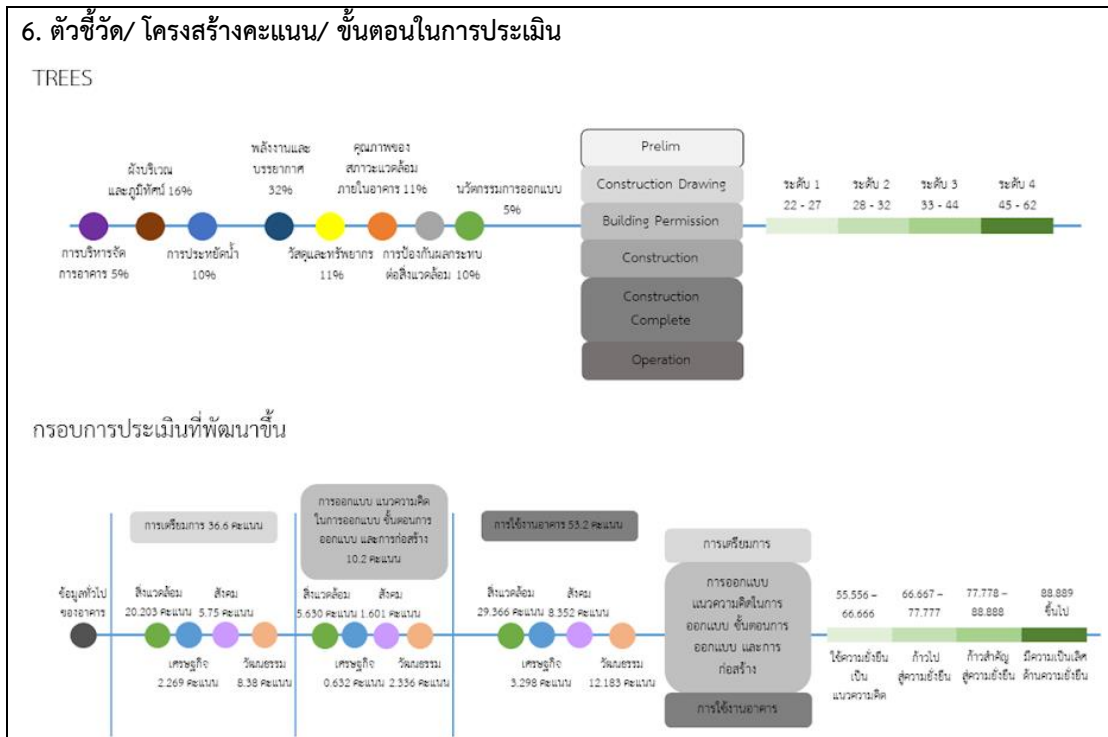 6. ตัวชี้วัด/ โครงสร้างคะแนน/ ขั้นตอนในการประเมิน
TREES
การบริหารจัด
การอาคาร 5%
ผังบริเวณ
และภูมิทัศน์ 16%
การประหยัดน้ำ
10%
พลังงานและ
บรรยากาศ
32%
วัสดุและทรัพยากร
11%
คุณภาพของ
สภาวะแวดล้อม
ภายในอาคาร 11%
การป้องกันผลกระทบ
ต่อสิ่งแวดล้อม 10%
นวัตกรรมการออกแบบ
5%
Prelim
Construction Drawing
Building Permission
Construction
Construction
Complete
Operation
ระดับ 1
22 - 27
ระดับ 2
28 - 32
ระดับ 3
33 - 44
ระดับ 4
45 - 62
กรอบการประเมินที่พัฒนาขึ้น
ข้อมูลทั่วไป
ของอาคาร
การเตรียมการ 36.6 คะแนน
สิ่งแวดล้อม
20.203 คะแนน
เศรษฐกิจ
2.269 คะแนน
สังคม
5.75 คะแนน
วัฒนธรรม
8.38 คะแนน
การออกแบบ แนวความคิด
ในการออกแบบ ขั้นตอนการ
ออกแบบ และการก่อสร้าง
10.2 คะแนน
สิ่งแวดล้อม
5.630 คะแนน
เศรษฐกิจ
0.632 คะแนน
สังคม
1.601 คะแนน
วัฒนธรรม
2.336 คะแนน
การใช้งานอาคาร 53.2 คะแนน
สิ่งแวดล้อม
29.366 คะแนน
เศรษฐกิจ
3.298 คะแนน
สังคม
8.352 คะแนน
วัฒนธรรม
12.183 คะแนน
การเตรียมการ
การออกแบบ
แนวความคิดในการ
ออกแบบ ขั้นตอนการ
ออกแบบ และการ
ก่อสร้าง
การใช้งานอาคาร
55.556 –
66.666
ใช้ความยั่งยืน
เป็น
แนวความคิด
66.667 –
77.777
ก้าวไป
สู่ความยั่งยืน
77.778 –
88.888
ก้าวสำคัญ
สู่ความยั่งยืน
88.889
ขึ้นไป
มีความเป็นเลิศ
ด้านความยั่งยืน